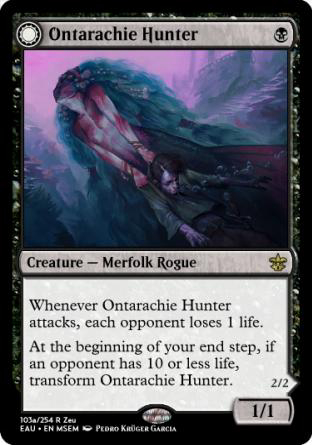 Ontarachie Hunter
Creature — Merfolk Rogue
Whenever Ontarachie Hunter
attacks, each opponent loses 1 life.
At the beginning of your end step, if
an opponent has 10 or less life,
transform Ontarachie Hunter.
2/2
1/1
103a/254 R Zeu
EAU • EN MSEM Pedro Krüger Garcia